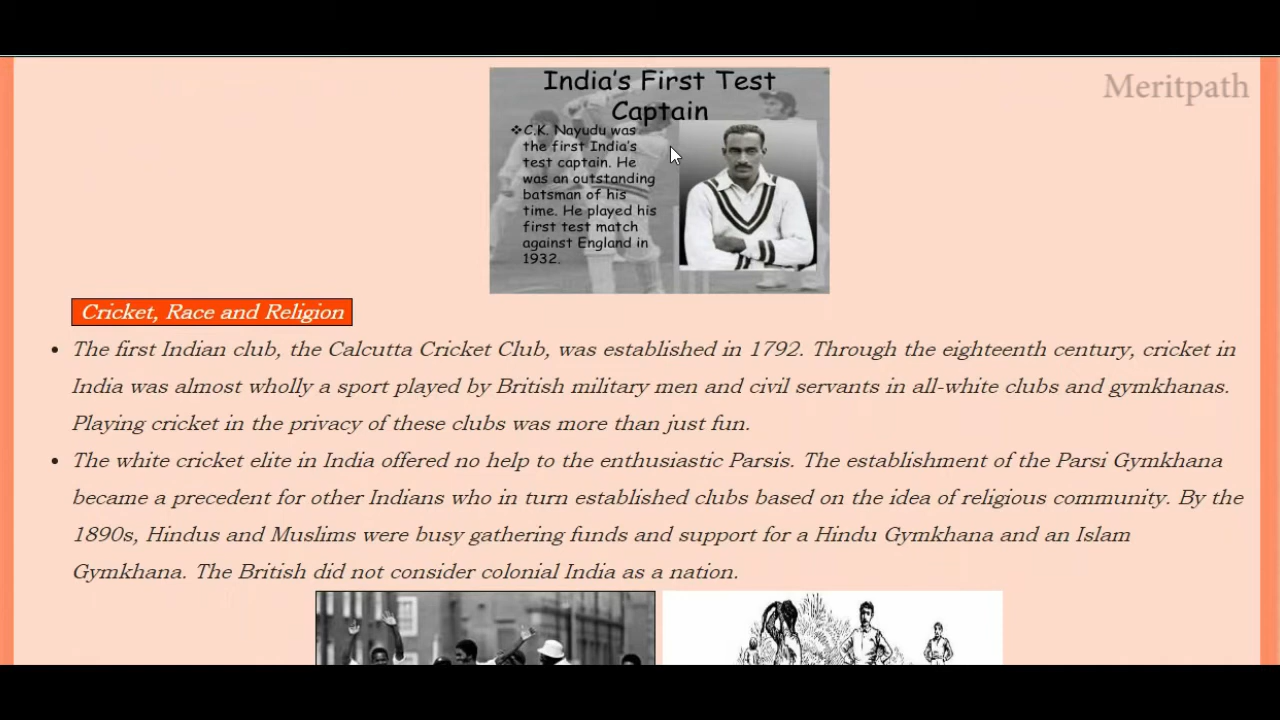 India's First Test
Captain
Meritpath
❖C.K. Nayudu was
the first India's
test captain. He
was an outstanding
batsman of his
time. He played his
first test match
against England in
1932.
Cricket, Race and Religion
• The first Indian club, the Calcutta Cricket Club, was established in 1792. Through the eighteenth century, cricket in
India was almost wholly a sport played by British military men and civil servants in all-white clubs and gymkhanas.
Playing cricket in the privacy of these clubs was more than just fun.
• The white cricket elite in India offered no help to the enthusiastic Parsis. The establishment of the Parsi Gymkhana
became a precedent for other Indians who in turn established clubs based on the idea of religious community. By the
1890s, Hindus and Muslims were busy gathering funds and support for a Hindu Gymkhana and an Islam
Gymkhana. The British did not consider colonial India as a nation.